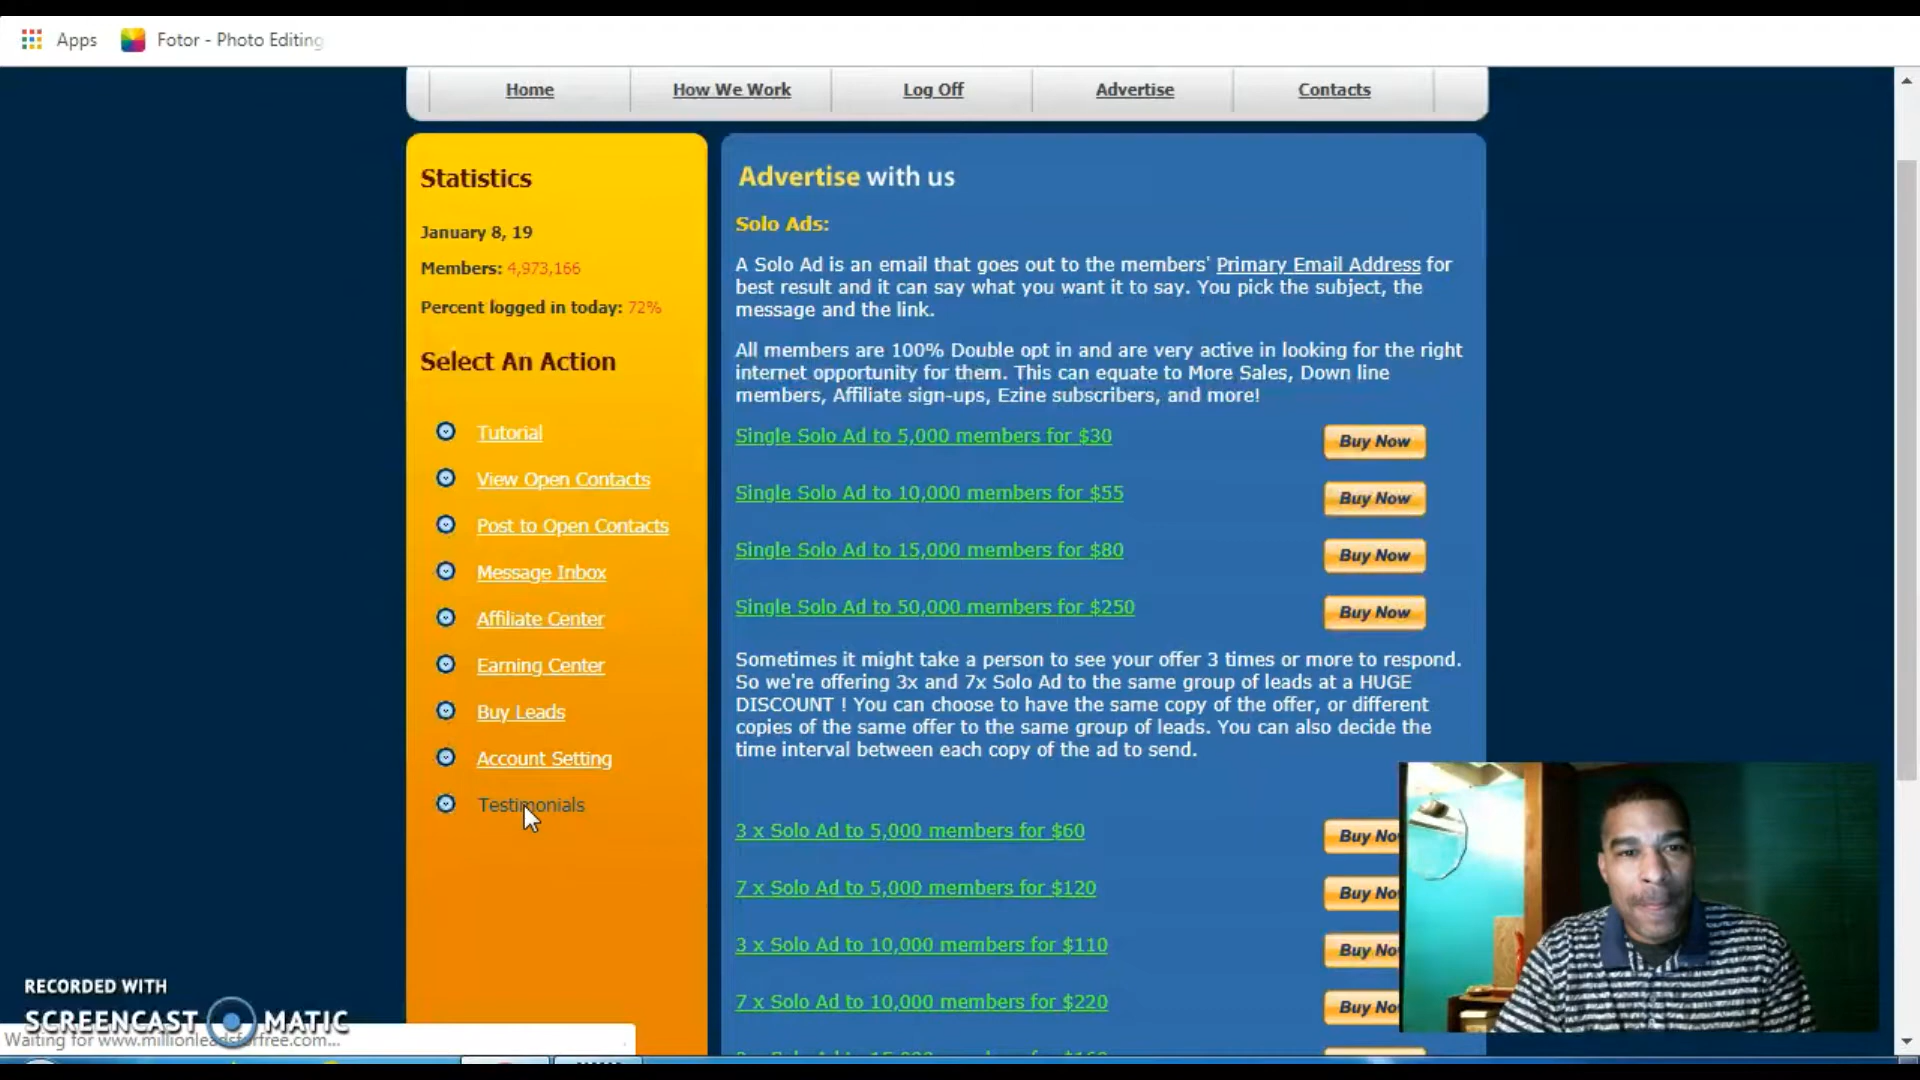 Apps
Fotor - Photo Editing
Home
How We Work
Log Off
Advertise
Contacts
Statistics
January 8, 19
Members: 4,973,166
Percent logged in today: 72%
Select An Action
Tutorial
View Open Contacts
Post to Open Contacts
Message Inbox
Affiliate Center
Earning Center
Buy Leads
Account Setting
Testimonials
Advertise with us
Solo Ads:
A Solo Ad is an email that goes out to the members' Primary Email Address for
best result and it can say what you want it to say. You pick the subject, the
message and the link.
All members are 100% Double opt in and are very active in looking for the right
internet opportunity for them. This can equate to More Sales, Down line
members, Affiliate sign-ups, Ezine subscribers, and more!
Single Solo Ad to 5,000 members for $30
Buy Now
Single Solo Ad to 10,000 members for $55
Buy Now
Single Solo Ad to 15,000 members for $80
Buy Now
Single Solo Ad to 50,000 members for $250
Buy Now
Sometimes it might take a person to see your offer 3 times or more to respond.
So we're offering 3x and 7x Solo Ad to the same group of leads at a HUGE
DISCOUNT ! You can choose to have the same copy of the offer, or different
copies of the same offer to the same group of leads. You can also decide the
time interval between each copy of the ad to send.
3 x Solo Ad to 5,000 members for $60
Buy No
7 x Solo Ad to 5,000 members for $120
Buy No
3 x Solo Ad to 10,000 members for $110
Buy No
7 x Solo Ad to 10,000 members for $220
Buy No
RECORDED WITH
SCREENCAST MATIC
Waiting for www.millionleadsforfree.com...